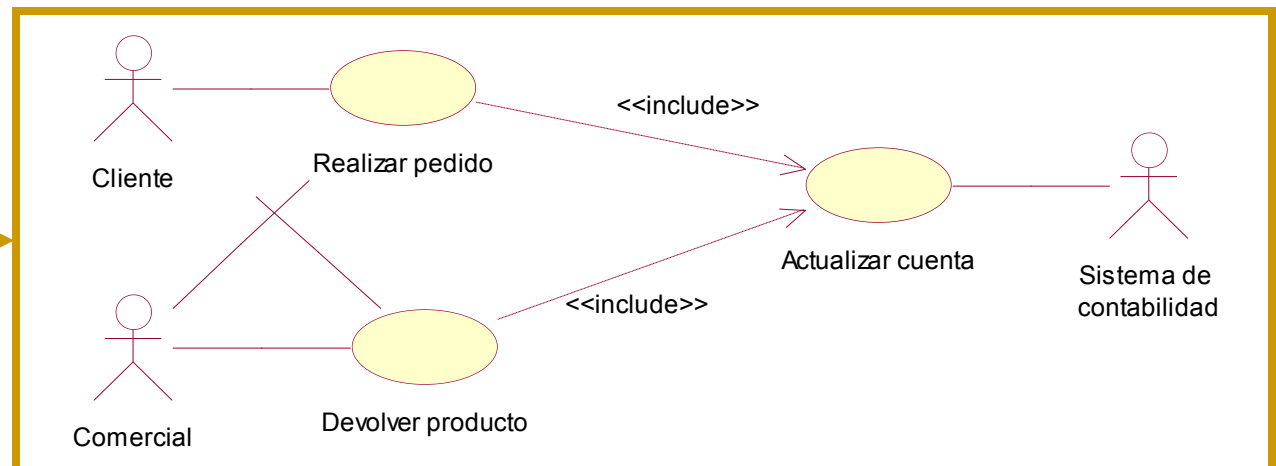 <<include>>
Cliente
Realizar pedido
Actualizar cuenta
Sistema de
contabilidad
<<include>>
Comercial
Devolver producto